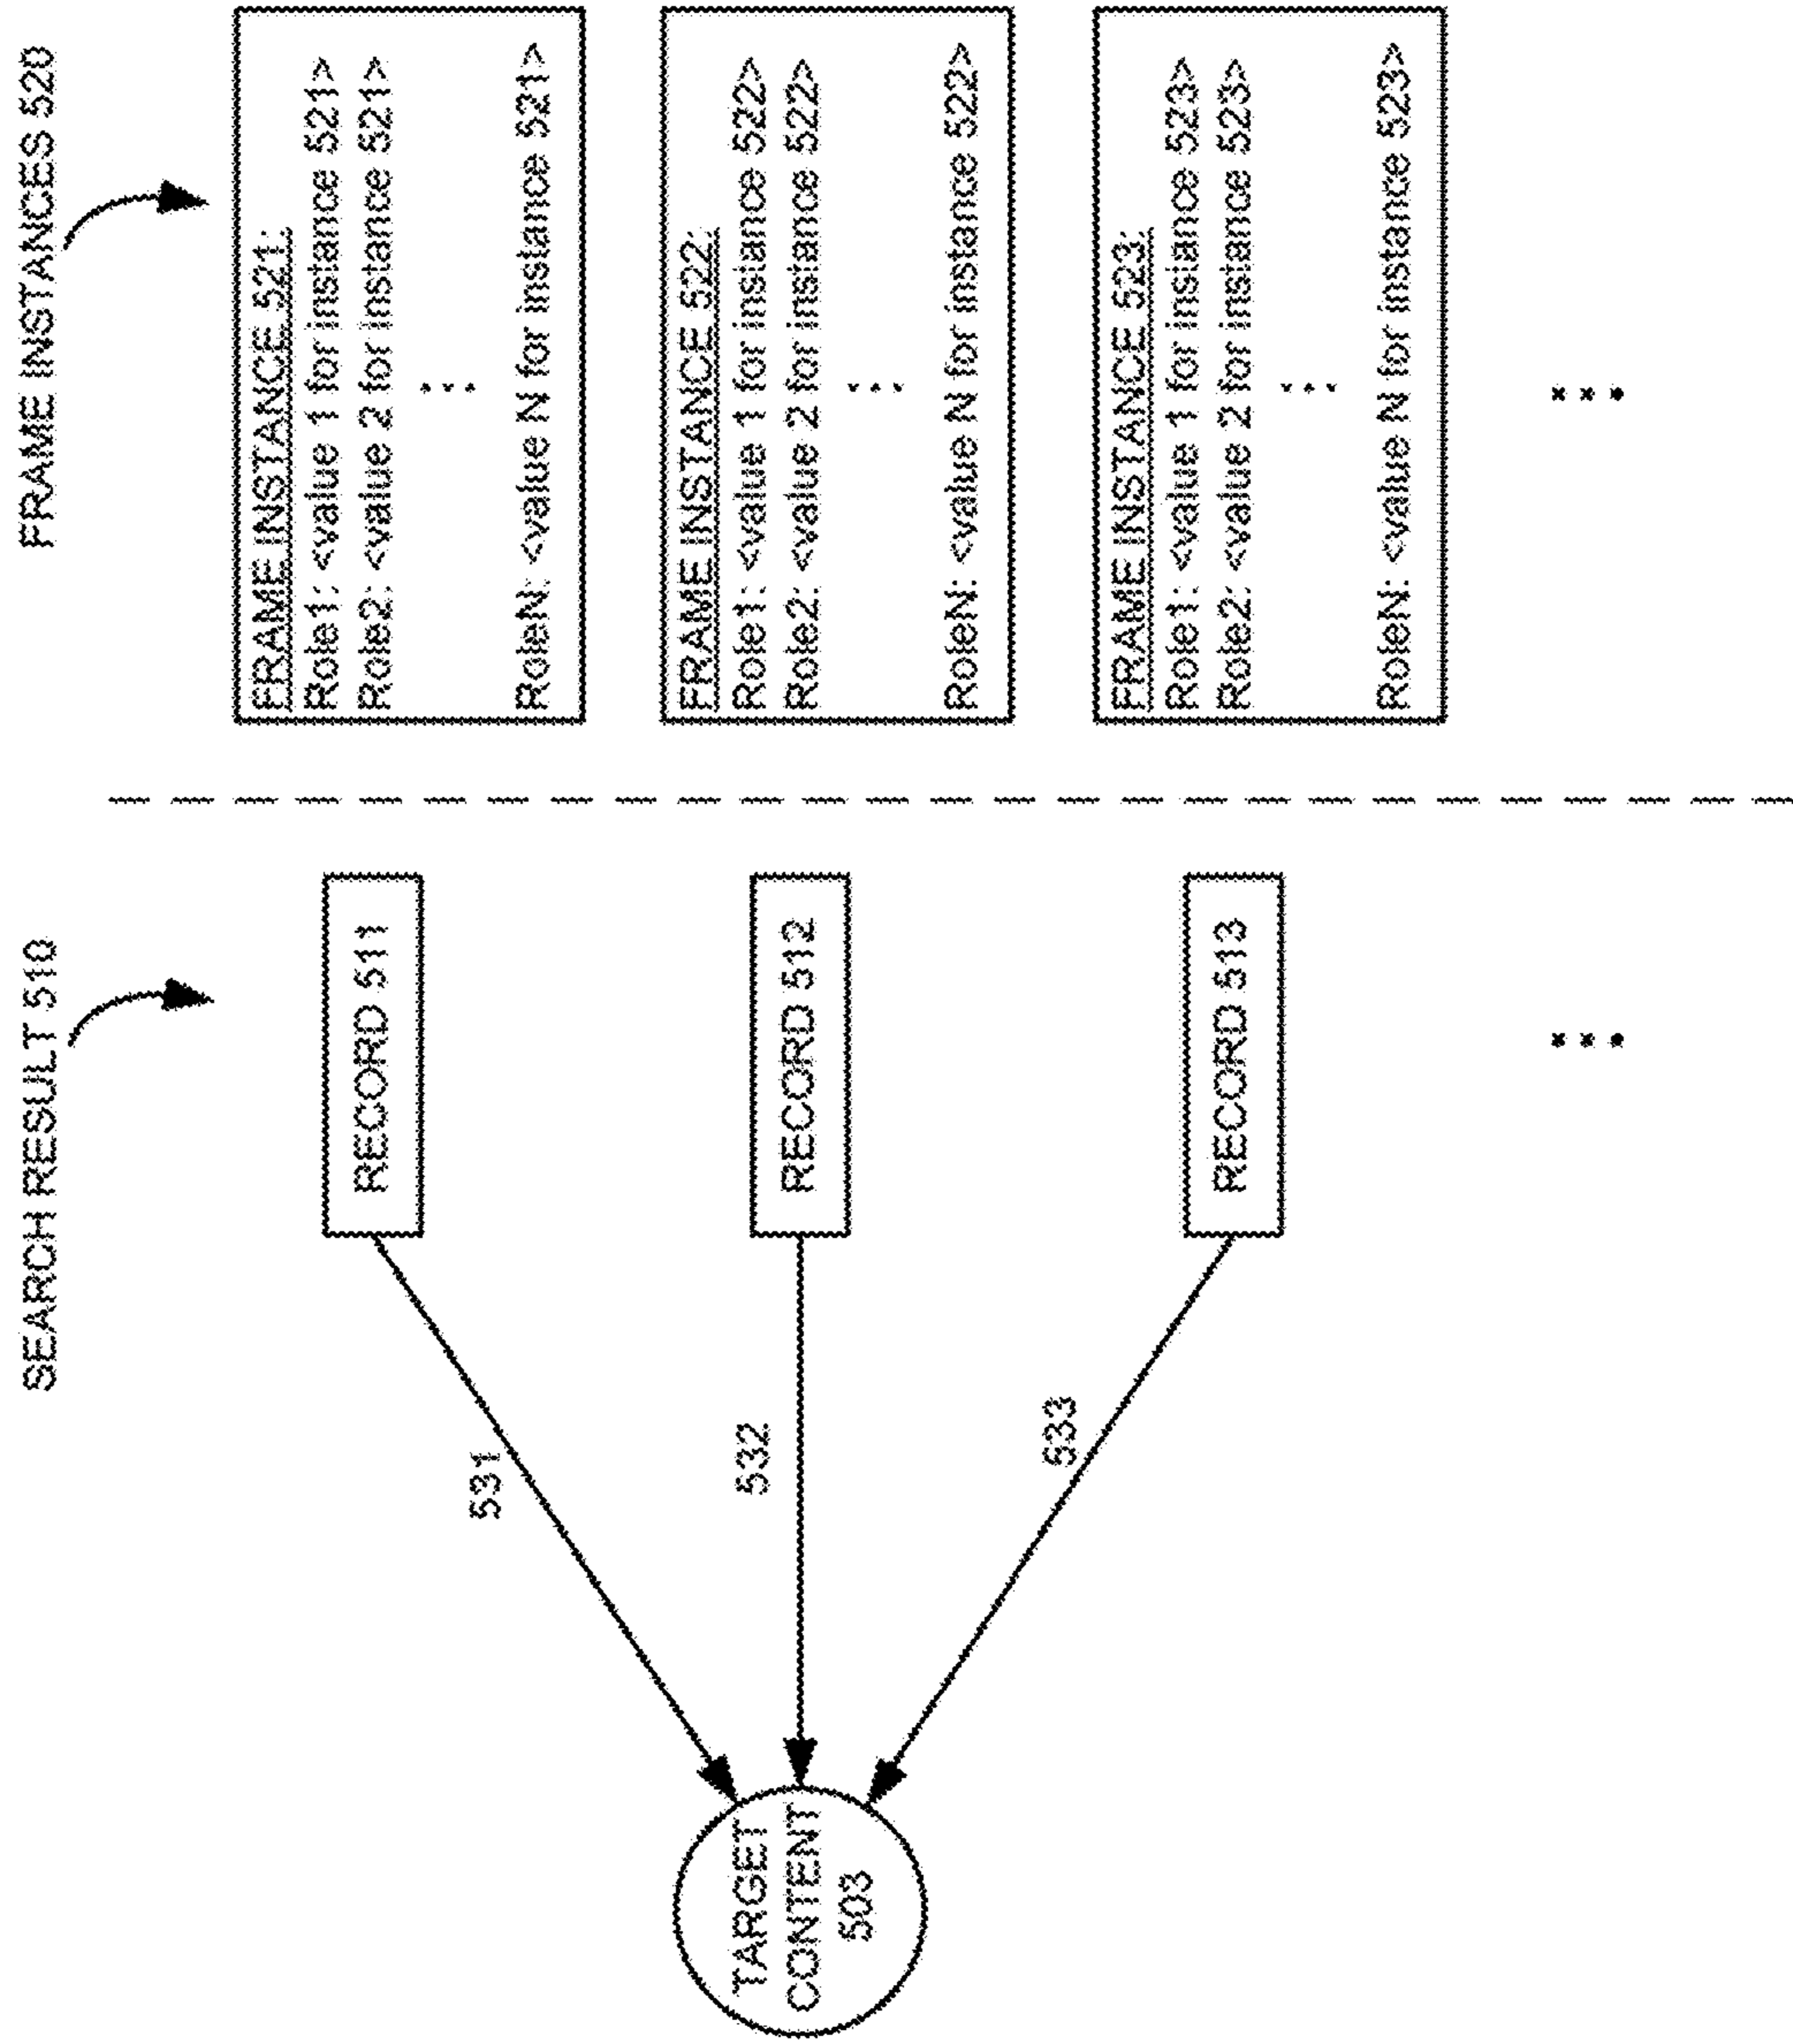 SEARCH RESULT 510
FRAME INSTANCES 520
TARGET
CONTENT
503
531
532
533
RECORD 511
RECORD 512
RECORD 513
...
FRAME INSTANCE 521:
Role1: <value 1 for instance 521>
Role2: <value 2 for instance 521>
...
RoleN: <value N for instance 521>
FRAME INSTANCE 522:
Role1: <value 1 for instance 522>
Role2: <value 2 for instance 522>
...
RoleN: <value N for instance 522>
FRAME INSTANCE 523:
Role1: <value 1 for instance 523>
Role2: <value 2 for instance 523>
...
RoleN: <value N for instance 523>
...